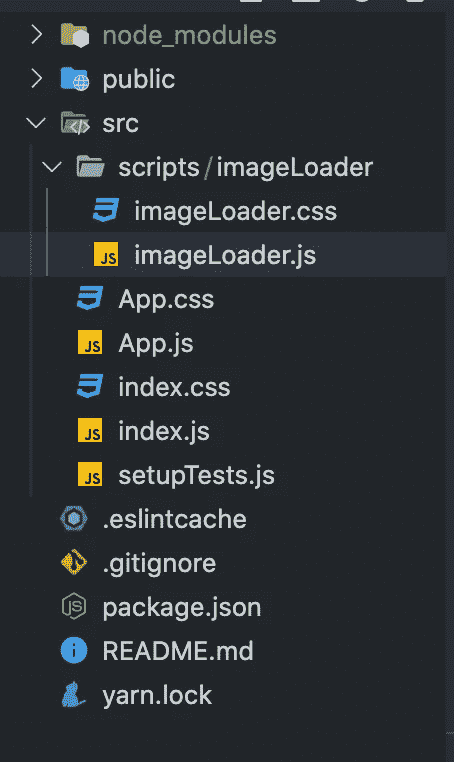 node_modules
public
src
scripts/imageLoader
imageLoader.css
JS imageLoader.js
App.css
JS App.js
index.css
JS index.js
JS setupTests.js
.eslintcache
.gitignore
JS package.json
i README.md
yarn.lock